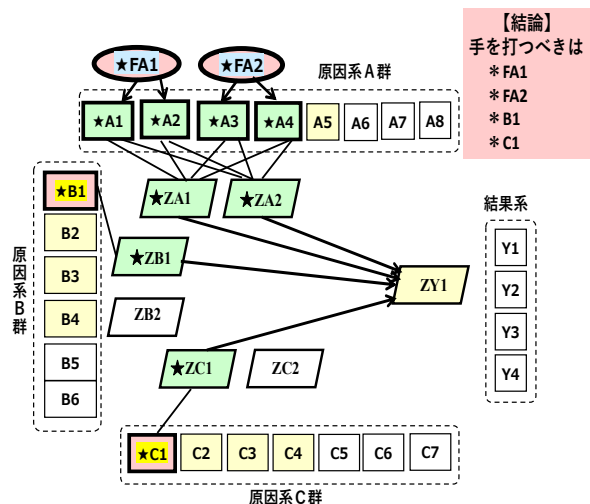 【結論】
手を打つべきは
＊FA1
＊FA2
＊B1
＊C1
★FA1
★FA2
原因系A群
★A1
★A2
★A3
★A4
A5
A6
A7
A8
★ZA1
★ZA2
原因系B群
★B1
B2
B3
B4
B5
B6
★ZB1
ZB2
ZY1
結果系
Y1
Y2
Y3
Y4
★ZC1
ZC2
★C1
C2
C3
C4
C5
C6
C7
原因系C群